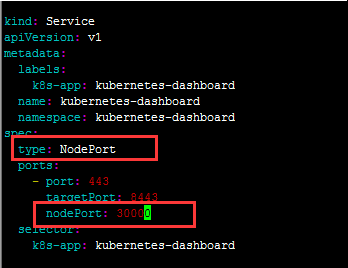 kind: Service
apiVersion: v1
metadata:
  labels:
    k8s-app: kubernetes-dashboard
  name: kubernetes-dashboard
  namespace: kubernetes-dashboard
spec:
  type: NodePort
  ports:
    - port: 443
      targetPort: 8443
      nodePort: 30000
  selector:
    k8s-app: kubernetes-dashboard